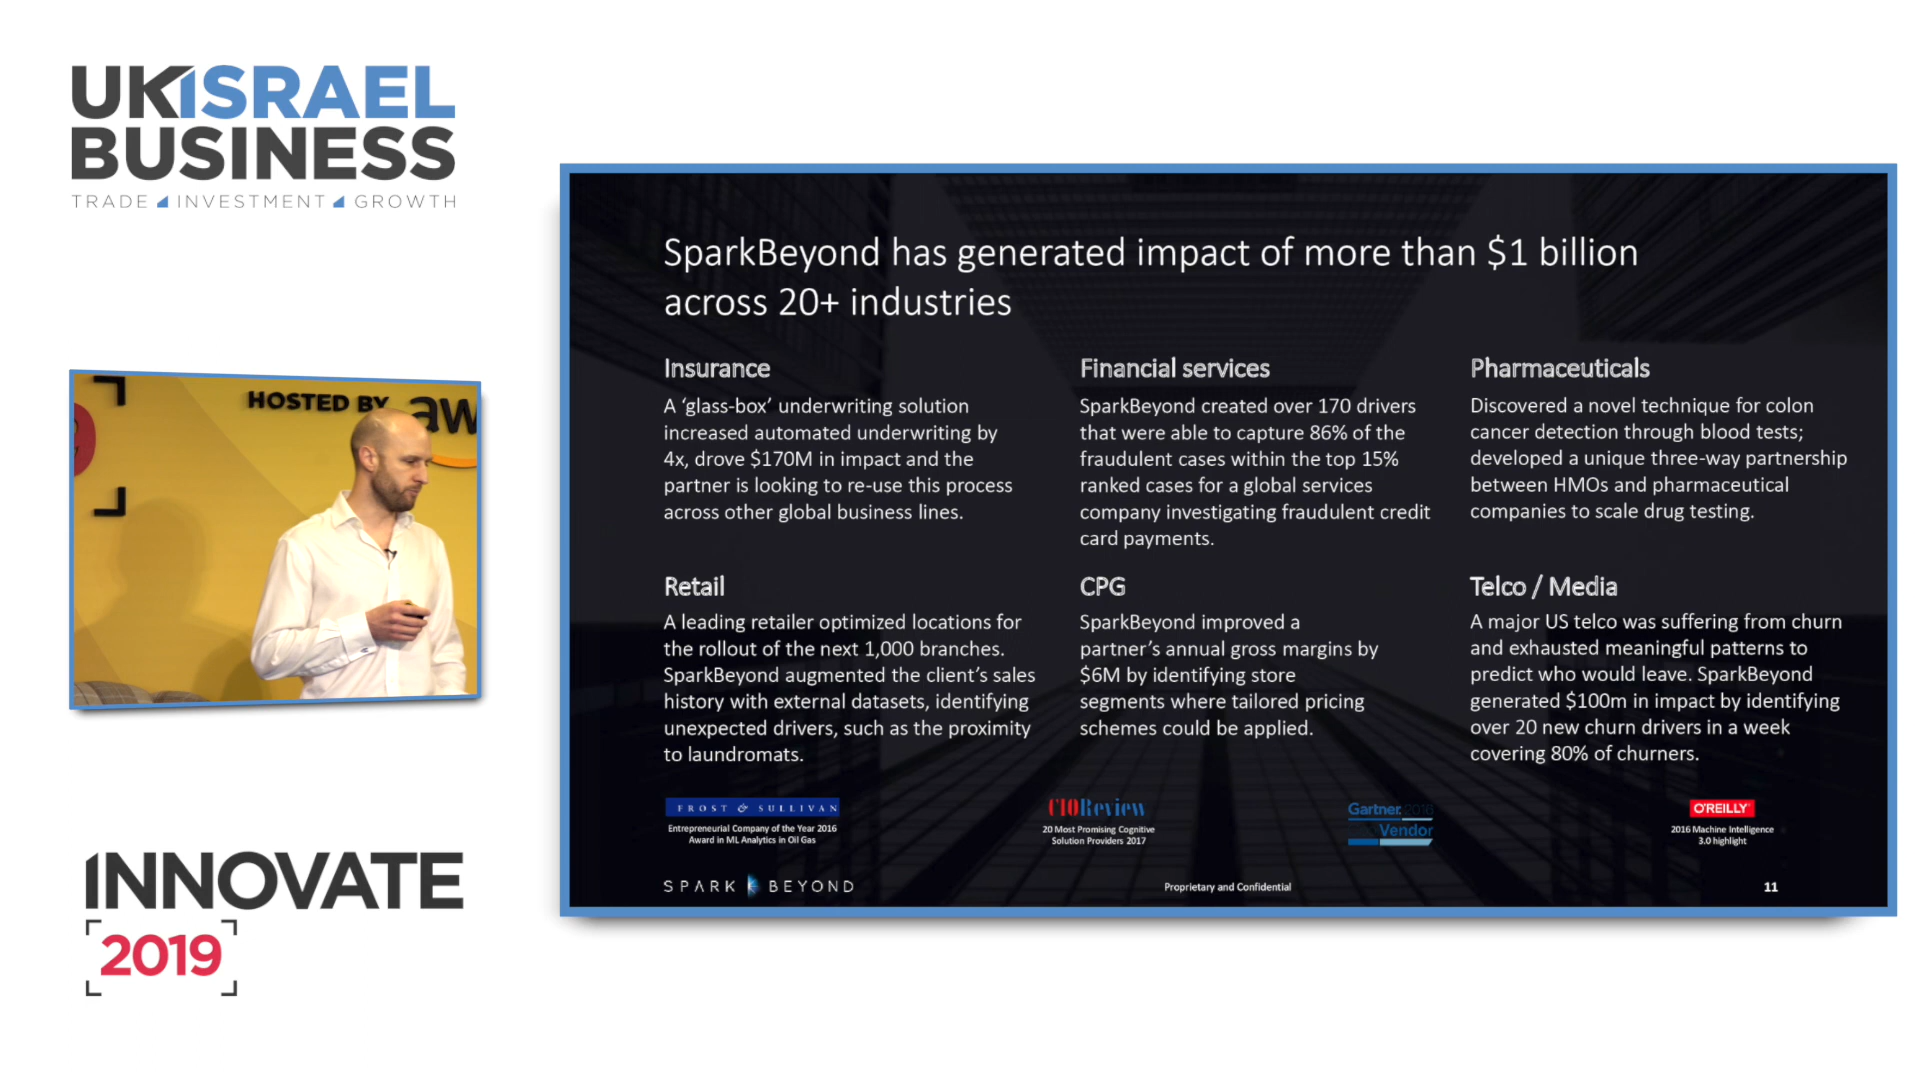 UKISRAEL
BUSINESS
TRADE INVESTMENT GROWTH
HOSTED BY aw
INNOVATE
2019
SparkBeyond has generated impact of more than $1 billion
across 20+ industries
Insurance
A ‘glass-box’ underwriting solution
increased automated underwriting by
4x, drove $170M in impact and the
partner is looking to re-use this process
across other global business lines.
Financial services
SparkBeyond created over 170 drivers
that were able to capture 86% of the
fraudulent cases within the top 15%
ranked cases for a global services
company investigating fraudulent credit
card payments.
Pharmaceuticals
Discovered a novel technique for colon
cancer detection through blood tests;
developed a unique three-way partnership
between HMOs and pharmaceutical
companies to scale drug testing.
Retail
A leading retailer optimized locations for
the rollout of the next 1,000 branches.
SparkBeyond augmented the client’s sales
history with external datasets, identifying
unexpected drivers, such as the proximity
to laundromats.
CPG
SparkBeyond improved a
partner’s annual gross margins by
$6M by identifying store
segments where tailored pricing
schemes could be applied.
Telco / Media
A major US telco was suffering from churn
and exhausted meaningful patterns to
predict who would leave. SparkBeyond
generated $100m in impact by identifying
over 20 new churn drivers in a week
covering 80% of churners.
FROST & SULLIVAN
Entrepreneurial Company of the Year 2016
Award in ML Analytics in Oil Gas
CIOReview
20 Most Promising Cognitive
Solution Providers 2017
Gartner 2018
Vendor
O'REILLY
2016 Machine Intelligence
3.0 highlight
SPARK BEYOND
Proprietary and Confidential
11